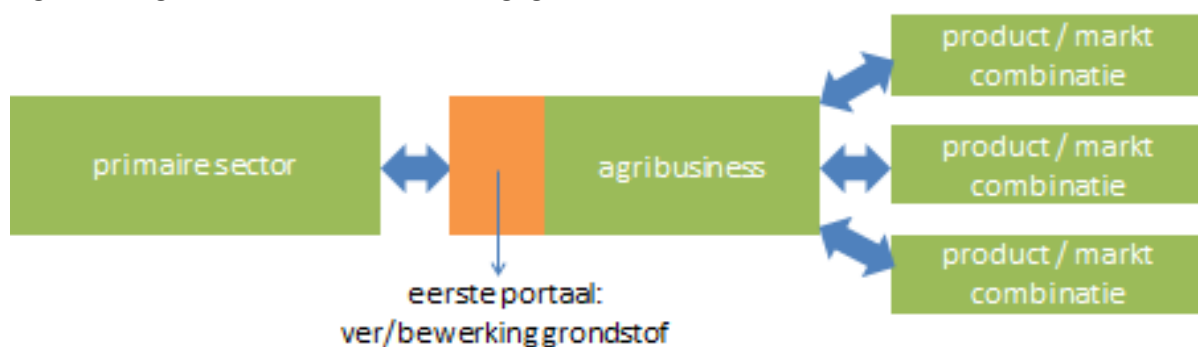 primaire sector
agribusiness
product / markt
combinatie
product / markt
combinatie
product / markt
combinatie
eerste portaal:
ver/bewerking grondstof